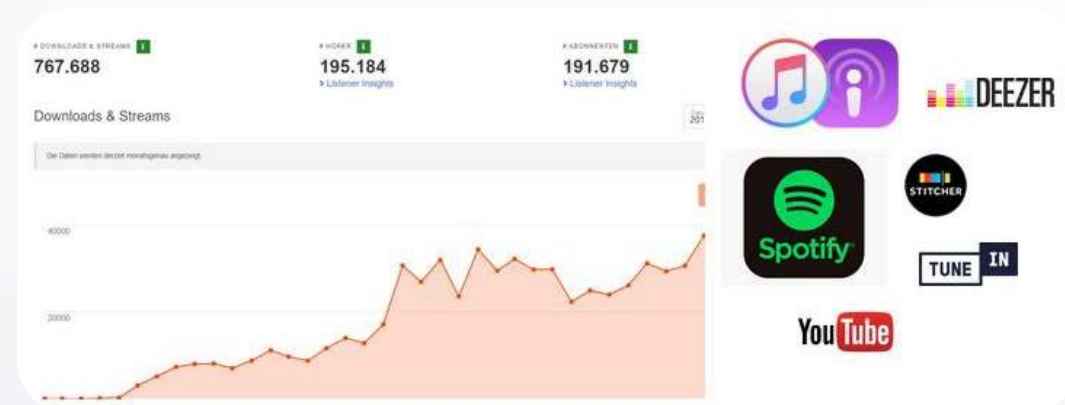 # DOWNLOADS & STREAMS
767.688
# HÖRER
195.184
> Listener Insights
# ABONNENTEN
191.679
> Listener Insights
Downloads & Streams
201
Die Daten werden derzeit monatsgenau angezeigt.
40000
20000
DEEZER
STITCHER
Spotify
TUNE IN
YouTube